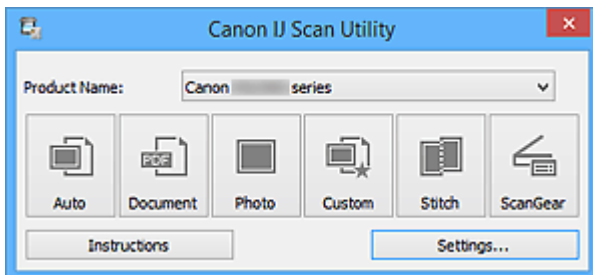 Canon IJ Scan Utility
Product Name: Canon series
PDF
Auto Document Photo Custom Stitch ScanGear
Instructions Settings...